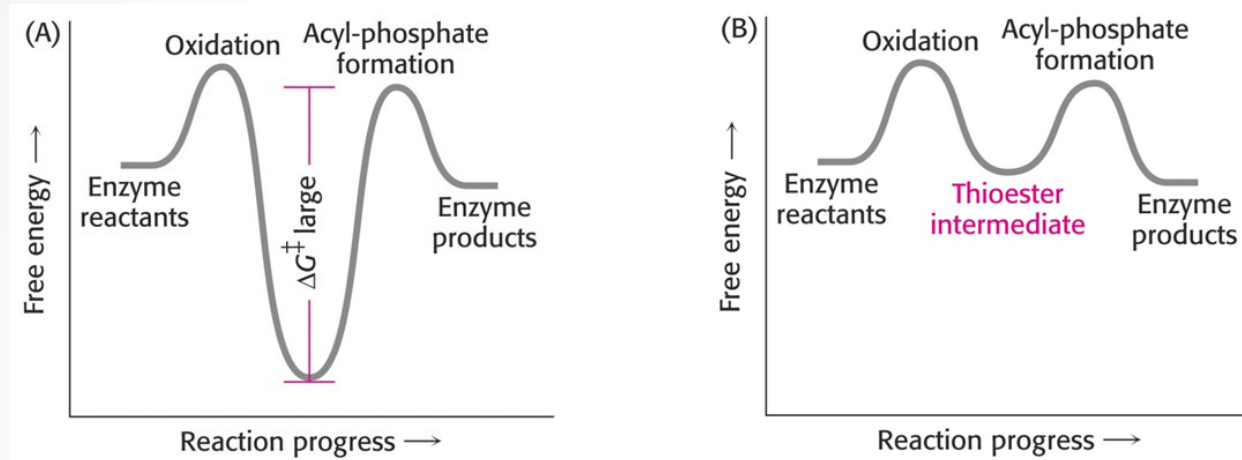 (A)
Oxidation
Acyl-phosphate
formation
Free energy →
Enzyme
reactants
ΔG‡ large
Enzyme
products
Reaction progress →
(B)
Oxidation
Acyl-phosphate
formation
Free energy →
Enzyme
reactants
Thioester
intermediate
Enzyme
products
Reaction progress →